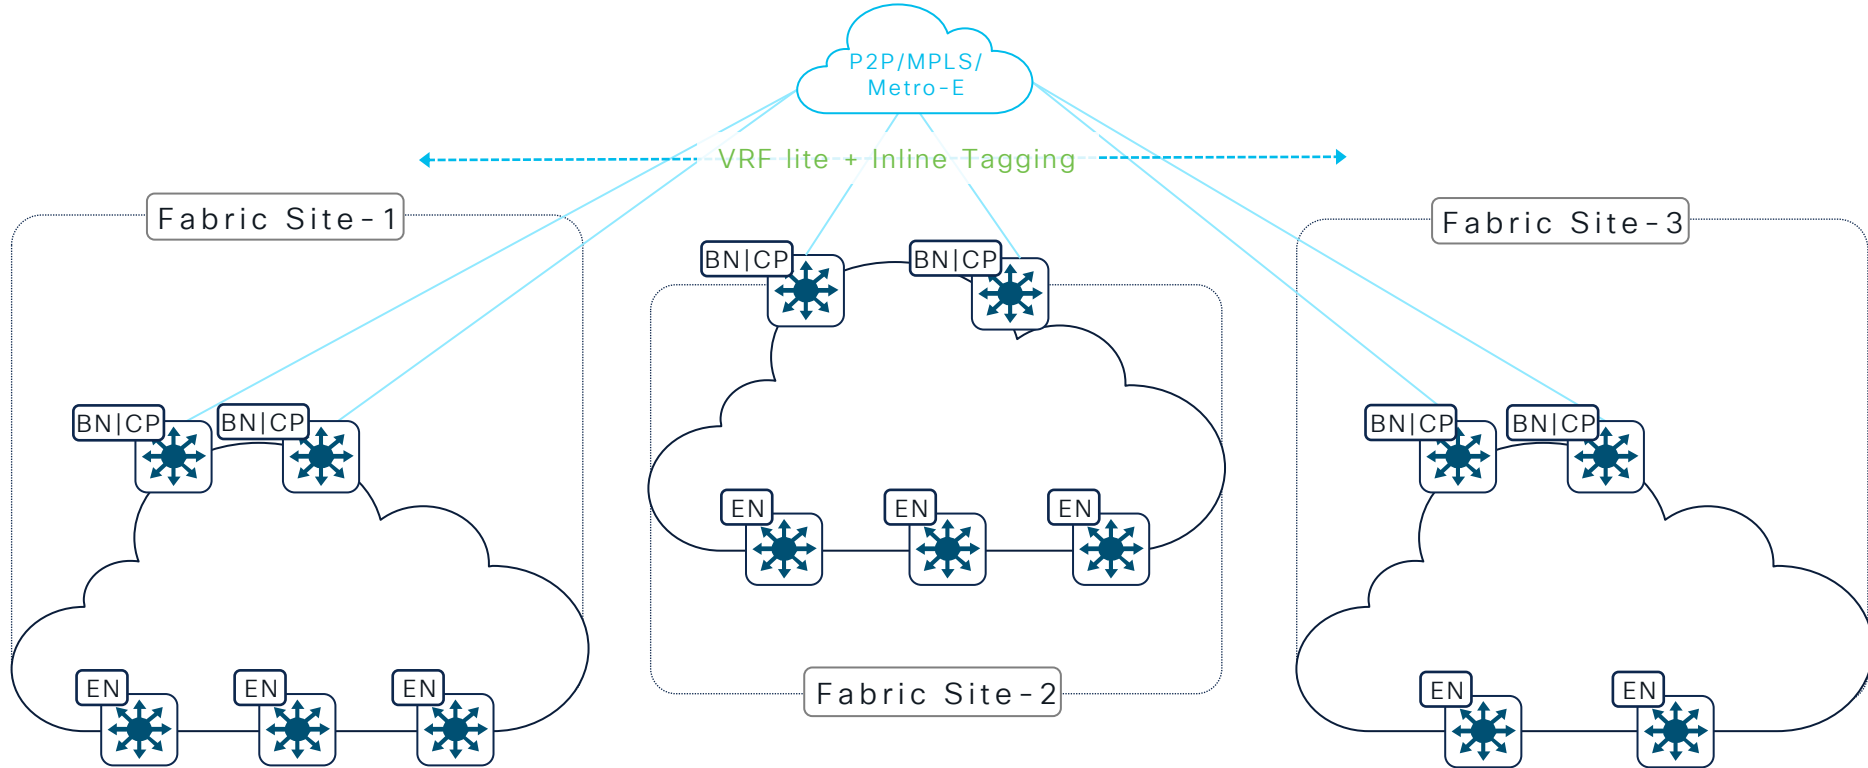 P2P/MPLS/
Metro-E
VRF lite + Inline Tagging
Fabric Site-1
Fabric Site-3
BN|CP
BN|CP
BN|CP
BN|CP
BN|CP
BN|CP
EN
EN
EN
EN
EN
EN
EN
EN
Fabric Site-2